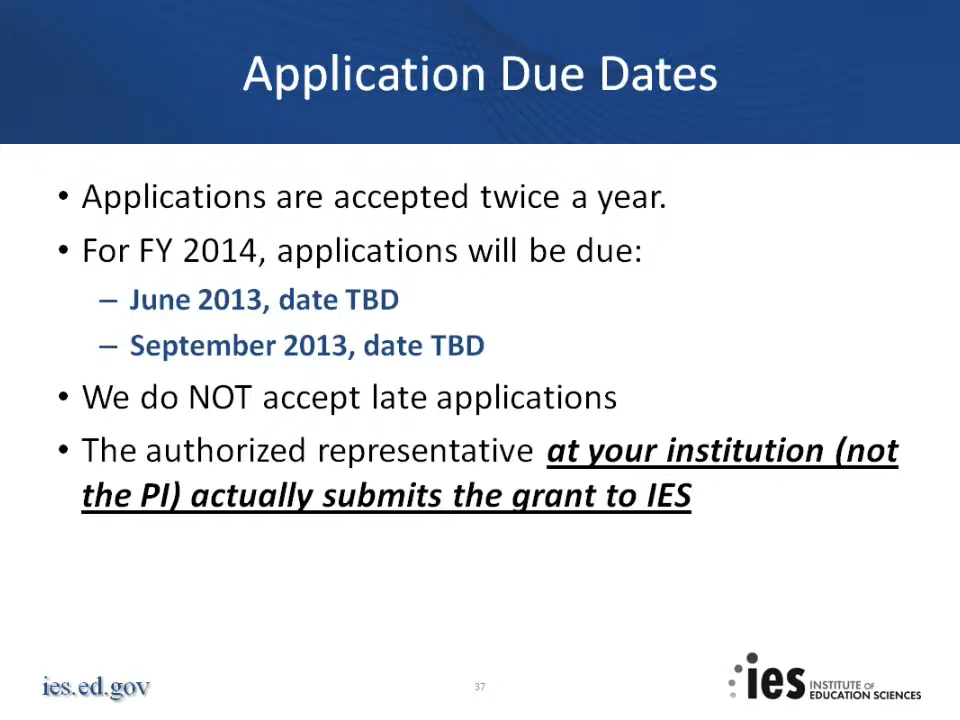 Application Due Dates
• Applications are accepted twice a year.
• For FY 2014, applications will be due:
– June 2013, date TBD
– September 2013, date TBD
• We do NOT accept late applications
• The authorized representative at your institution (not
the PI) actually submits the grant to IES
ies.ed.gov
37
ies INSTITUTE OF
EDUCATION SCIENCES